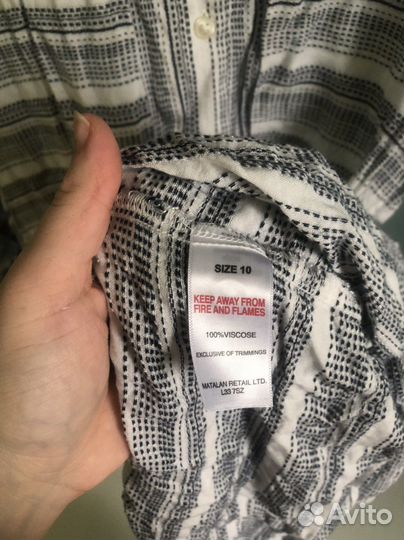 SIZE 10
KEEP AWAY FROM
FIRE AND FLAMES
100%VISCOSE
EXCLUSIVE OF TRIMMINGS
MATALAN RETAIL LTD.
L33 7SZ
Avito